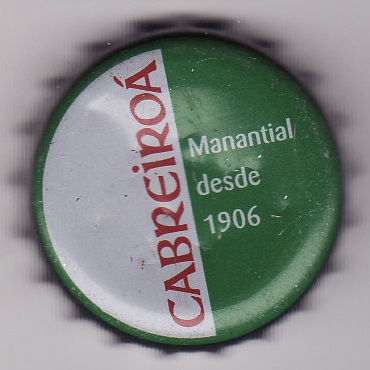 CABREIROÁ
Manantial
desde
1906